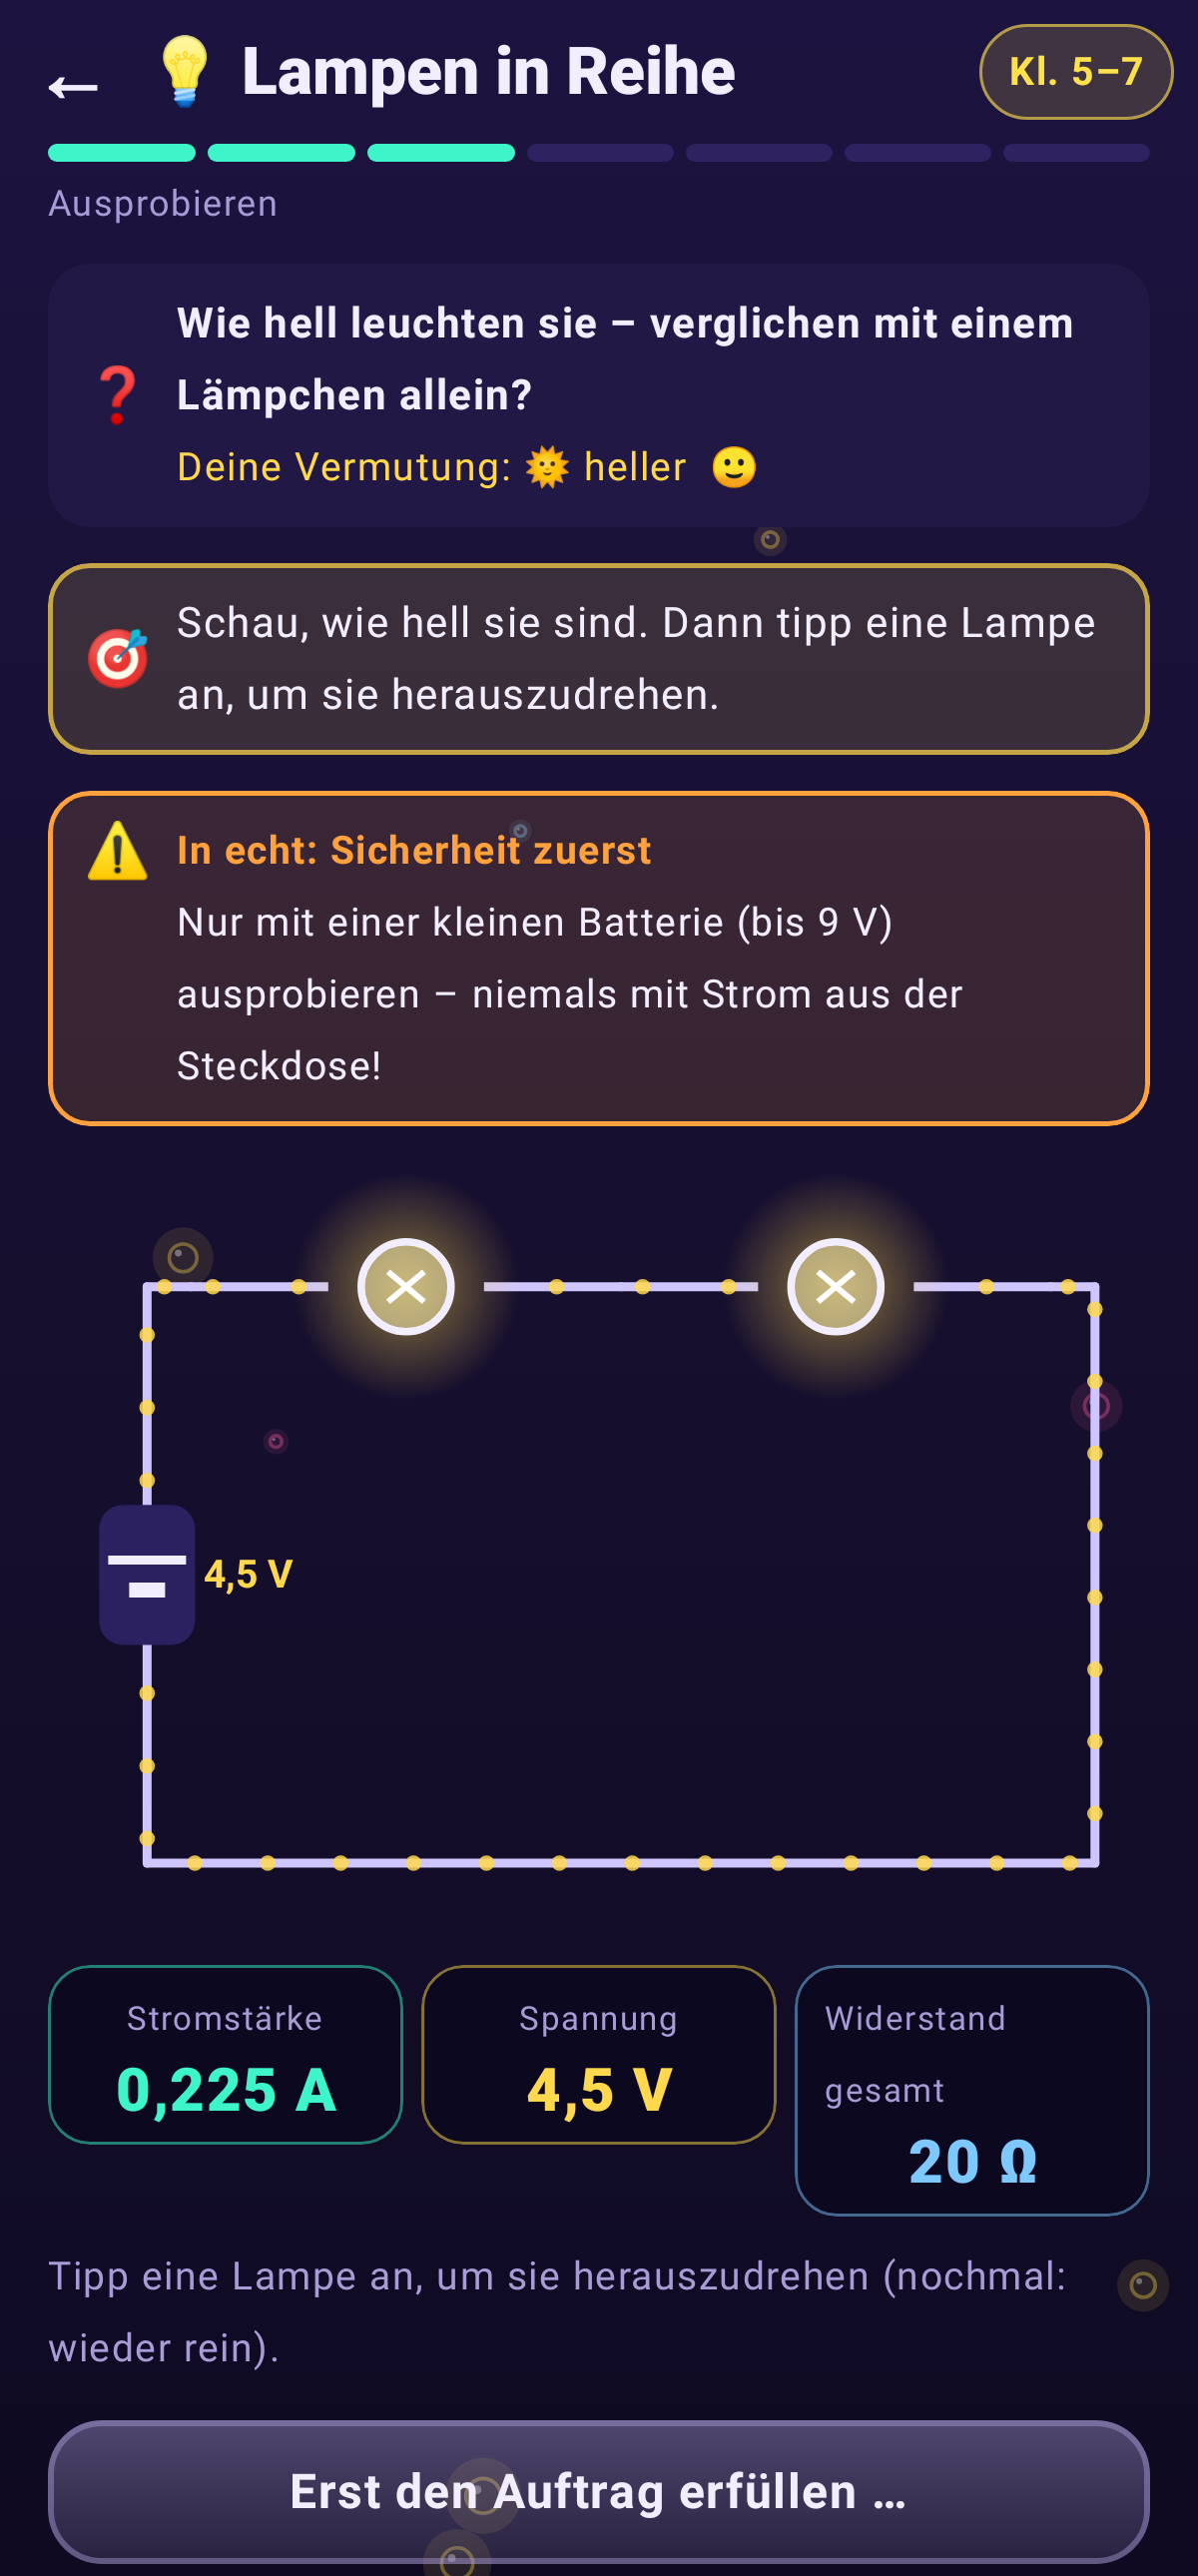 ← 💡 Lampen in Reihe
Kl. 5–7
Ausprobieren
❓ Wie hell leuchten sie – verglichen mit einem
Lämpchen allein?
Deine Vermutung: 🌞 heller 🙂
🎯 Schau, wie hell sie sind. Dann tipp eine Lampe
an, um sie herauszudrehen.
⚠️ In echt: Sicherheit zuerst
Nur mit einer kleinen Batterie (bis 9 V)
ausprobieren – niemals mit Strom aus der
Steckdose!
4,5 V
Stromstärke
0,225 A
Spannung
4,5 V
Widerstand
gesamt
20 Ω
Tipp eine Lampe an, um sie herauszudrehen (nochmal:
wieder rein).
Erst den Auftrag erfüllen …